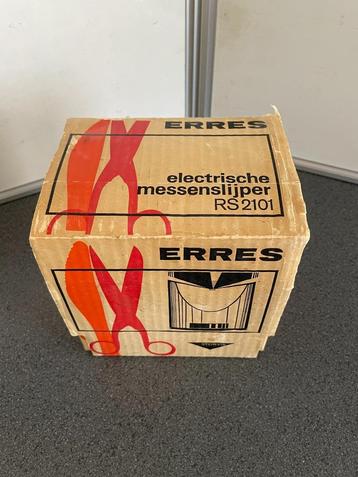 ERRES
electrische
messenslijper
RS 2101
ERRES